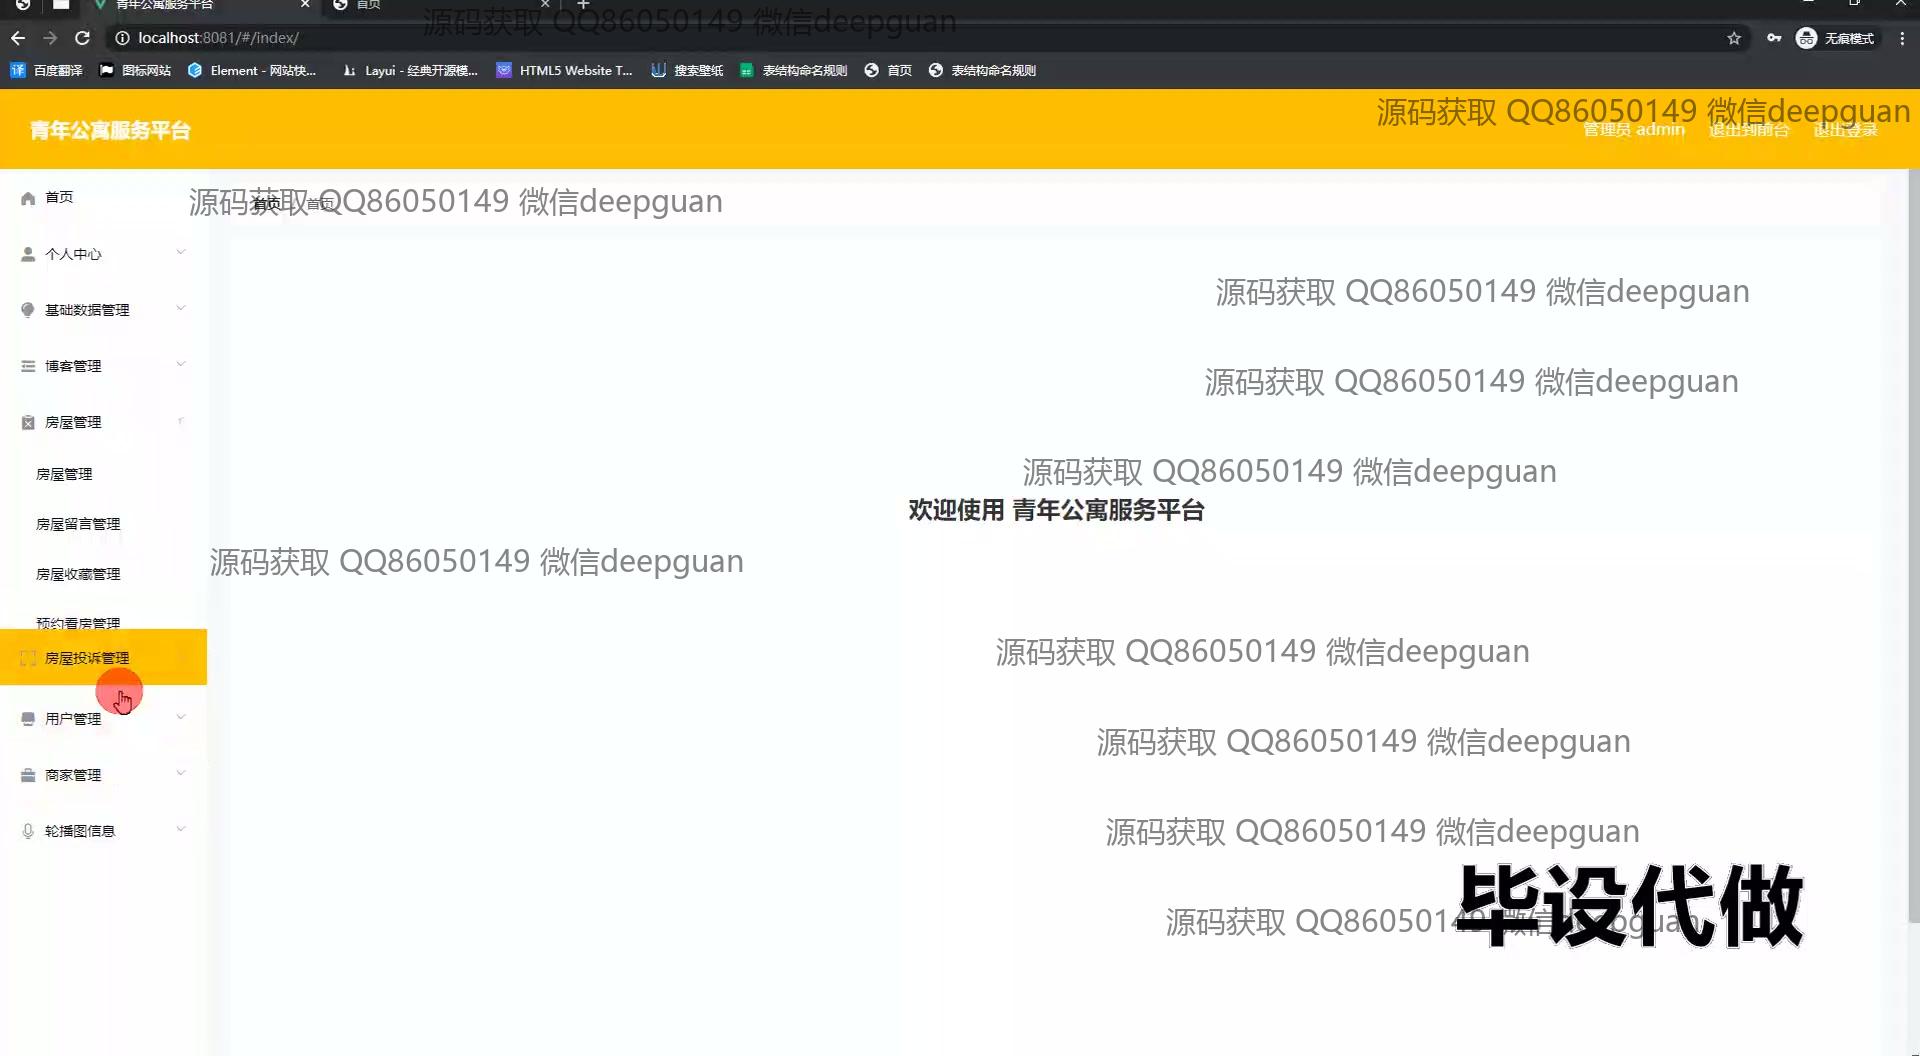 青年公寓服务平台
首页
源码获取 QQ86050149 微信deepguan
localhost:8081/#/index/
无痕模式
百度翻译
图标网站
Element - 网站快...
Layui - 经典开源模...
HTML5 Website T...
搜索壁纸
表结构命名规则
首页
表结构命名规则
源码获取 QQ86050149 微信deepguan
青年公寓服务平台
管理员 admin
退出到前台
退出登录
首页
源码获取 QQ86050149 微信deepguan
首页
首页
个人中心
源码获取 QQ86050149 微信deepguan
基础数据管理
博客管理
源码获取 QQ86050149 微信deepguan
房屋管理
房屋管理
源码获取 QQ86050149 微信deepguan
欢迎使用 青年公寓服务平台
房屋留言管理
源码获取 QQ86050149 微信deepguan
房屋收藏管理
预约看房管理
房屋投诉管理
源码获取 QQ86050149 微信deepguan
用户管理
源码获取 QQ86050149 微信deepguan
商家管理
轮播图信息
源码获取 QQ86050149 微信deepguan
源码获取 QQ86050149 微信deepguan
毕设代做